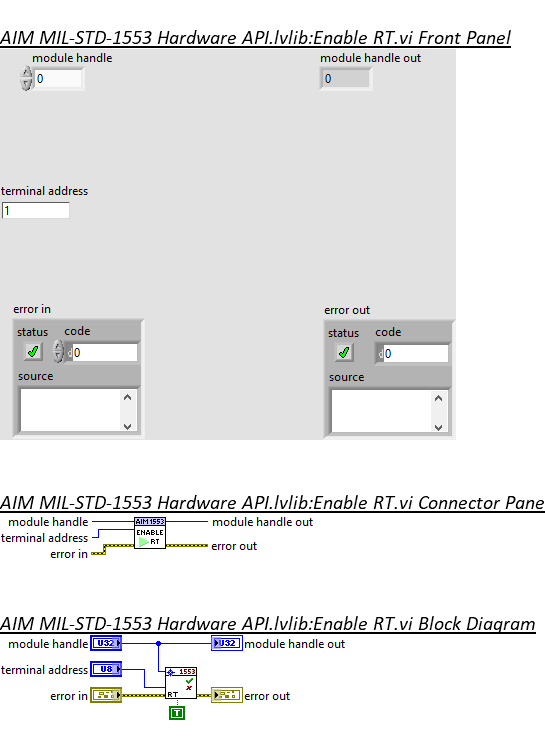 AIM MIL-STD-1553 Hardware API.lvlib:Enable RT.vi Front Panel
module handle module handle out
0 0
terminal address
1
error in error out
status code status code
0 0
source source
AIM MIL-STD-1553 Hardware API.lvlib:Enable RT.vi Connector Pane
module handle AIM1553 module handle out
terminal address ENABLE
RT error out
error in
AIM MIL-STD-1553 Hardware API.lvlib:Enable RT.vi Block Diagram
module handle U32 U32 module handle out
terminal address U8 1553
error in RT error out
T